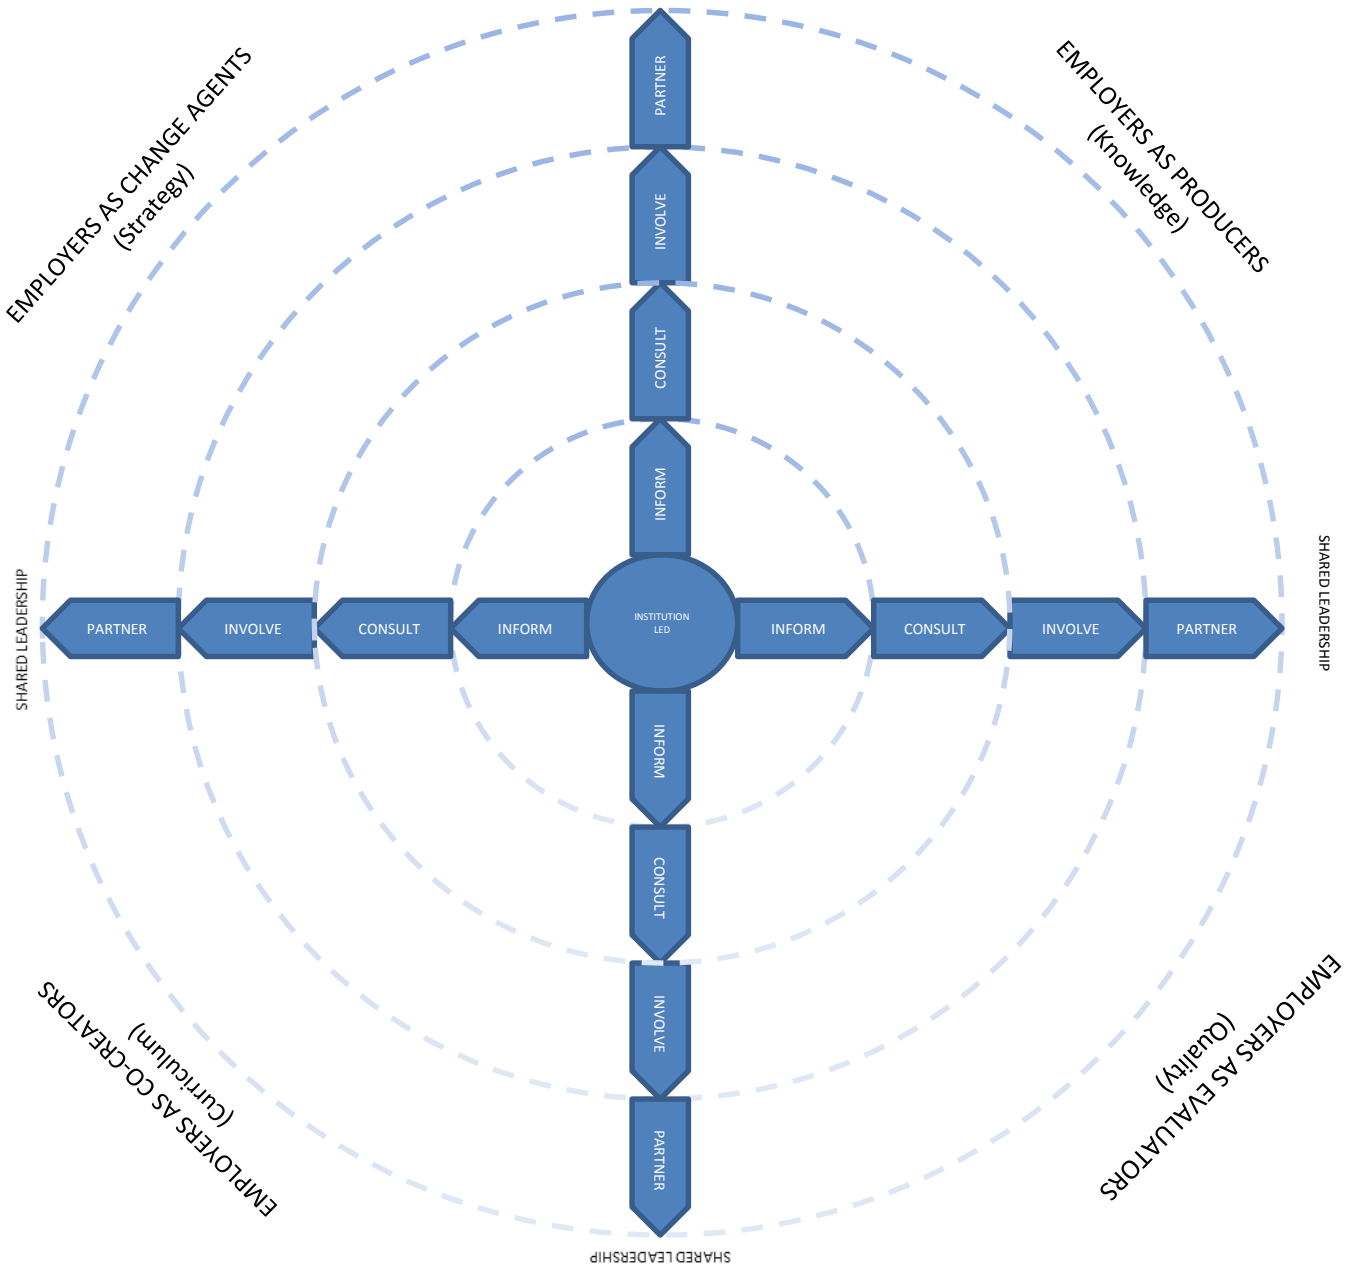 EMPLOYERS AS CHANGE AGENTS
(Strategy)
EMPLOYERS AS PRODUCERS
(Knowledge)
PARTNER
INVOLVE
CONSULT
INFORM
SHARED LEADERSHIP
PARTNER
INVOLVE
CONSULT
INFORM
INSTITUTION
LED
INFORM
CONSULT
INVOLVE
PARTNER
SHARED LEADERSHIP
INFORM
CONSULT
INVOLVE
PARTNER
EMPLOYERS AS CO-CREATORS
(Curriculum)
EMPLOYERS AS EVALUATORS
(Quality)
SHARED LEADERSHIP